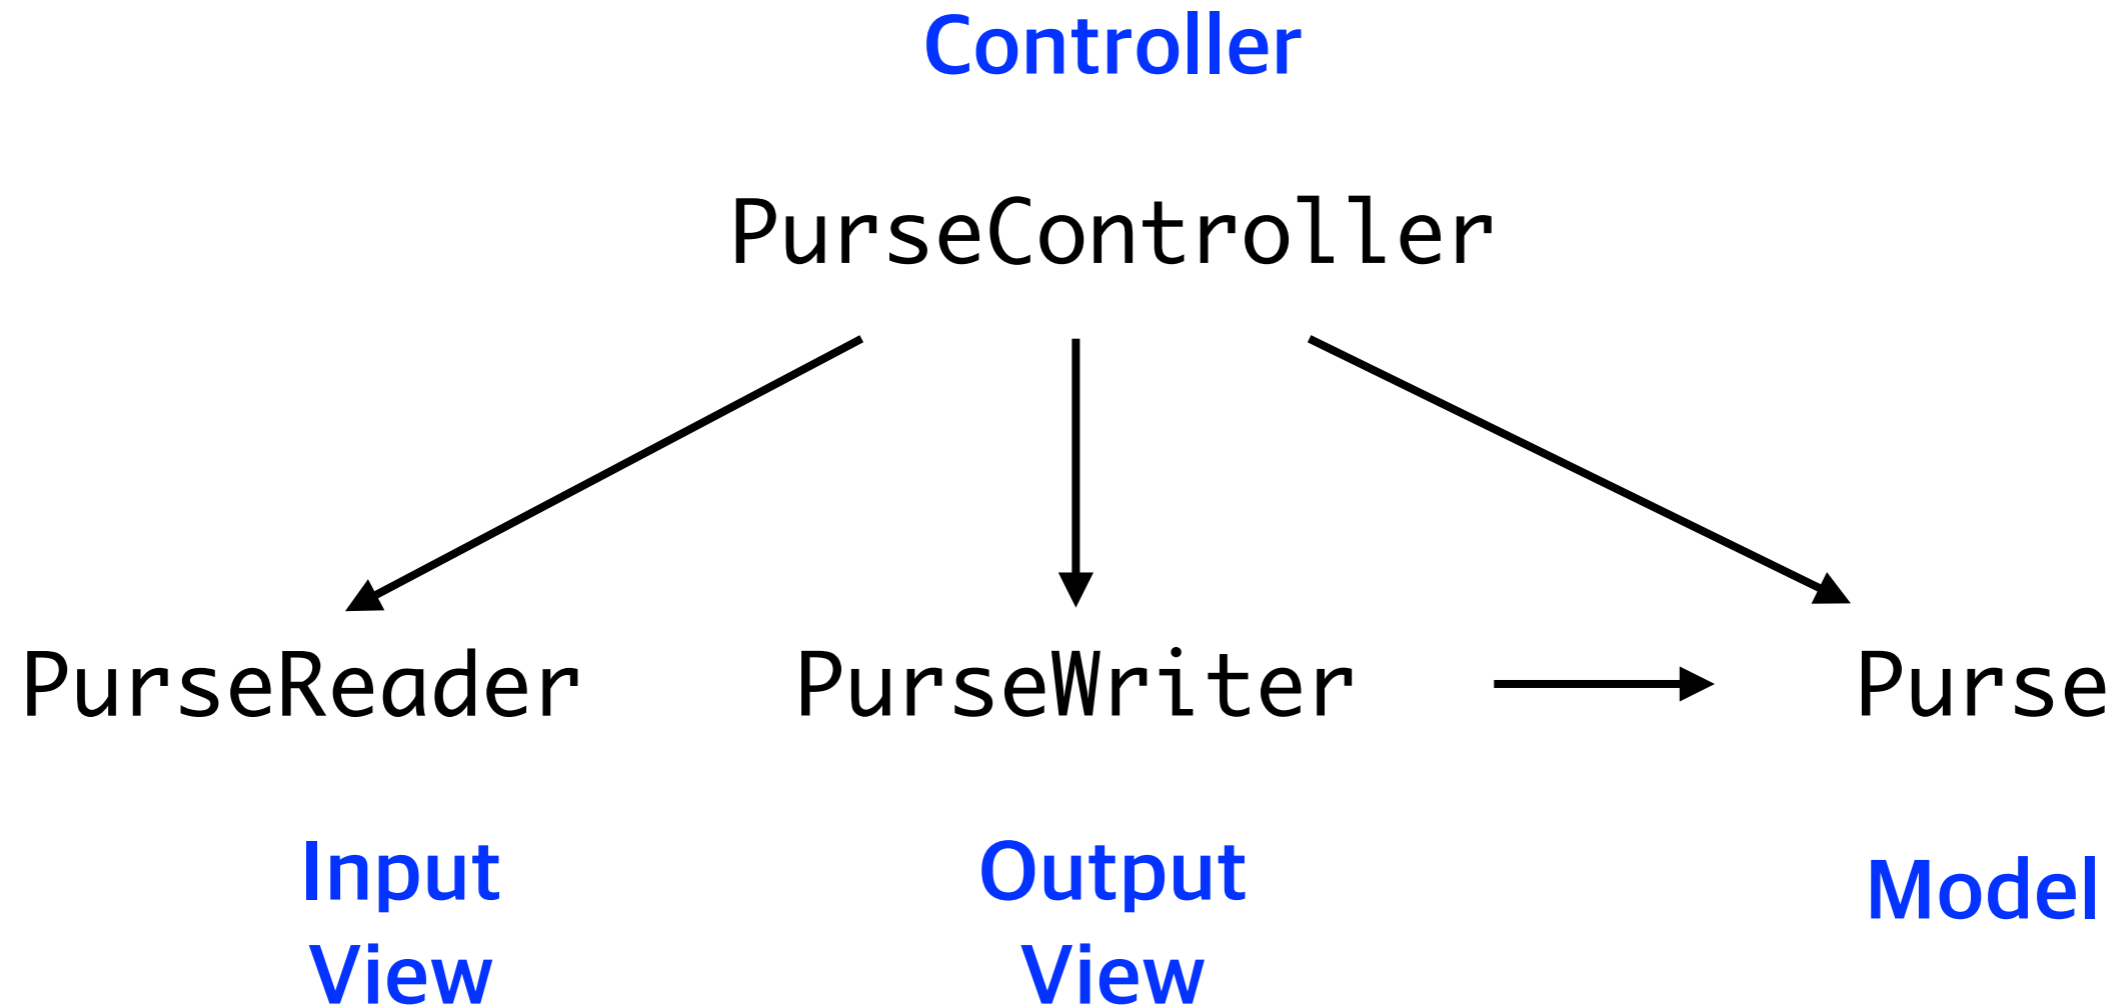 Controller
PurseController
PurseReader
PurseWriter
Purse
Input
View
Output
View
Model